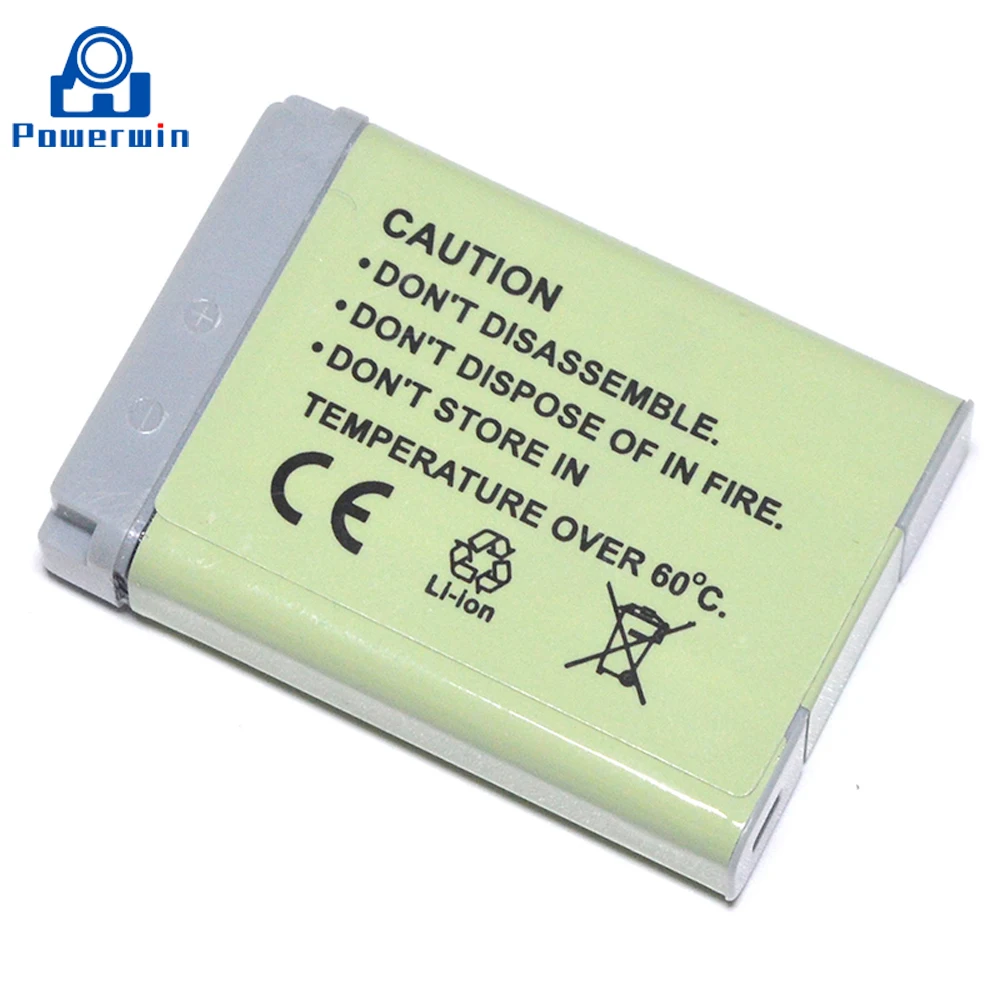 Powerwin
CAUTION
• DON'T DISASSEMBLE.
• DON'T DISPOSE OF IN FIRE.
• DON'T STORE IN
TEMPERATURE OVER 60°C.
CE
Li-ion